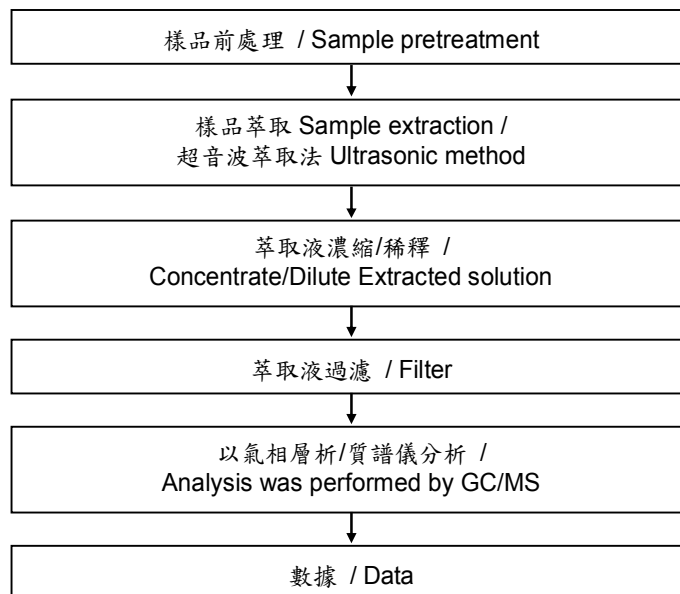 樣品前處理 / Sample pretreatment
樣品萃取 Sample extraction /
超音波萃取法 Ultrasonic method
萃取液濃縮/稀釋 /
Concentrate/Dilute Extracted solution
萃取液過濾 / Filter
以氣相層析/質譜儀分析 /
Analysis was performed by GC/MS
數據 / Data